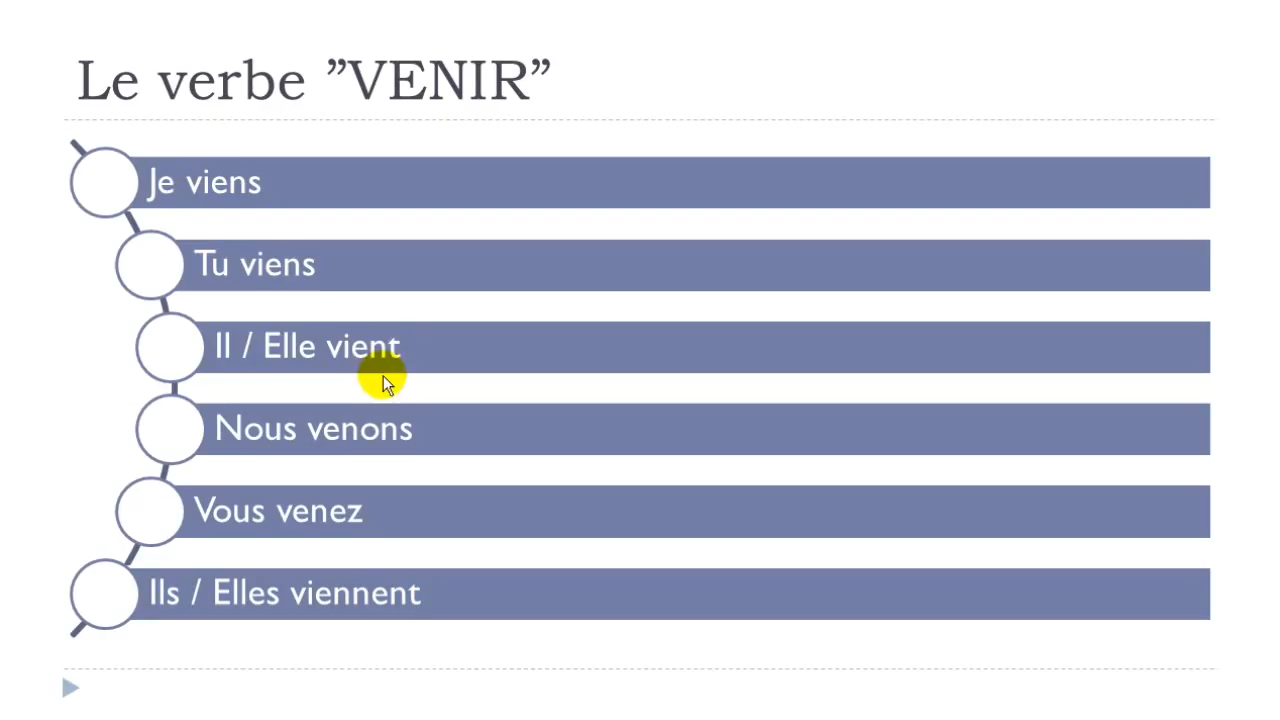 Le verbe ”VENIR”
Je viens
Tu viens
Il / Elle vient
Nous venons
Vous venez
Ils / Elles viennent